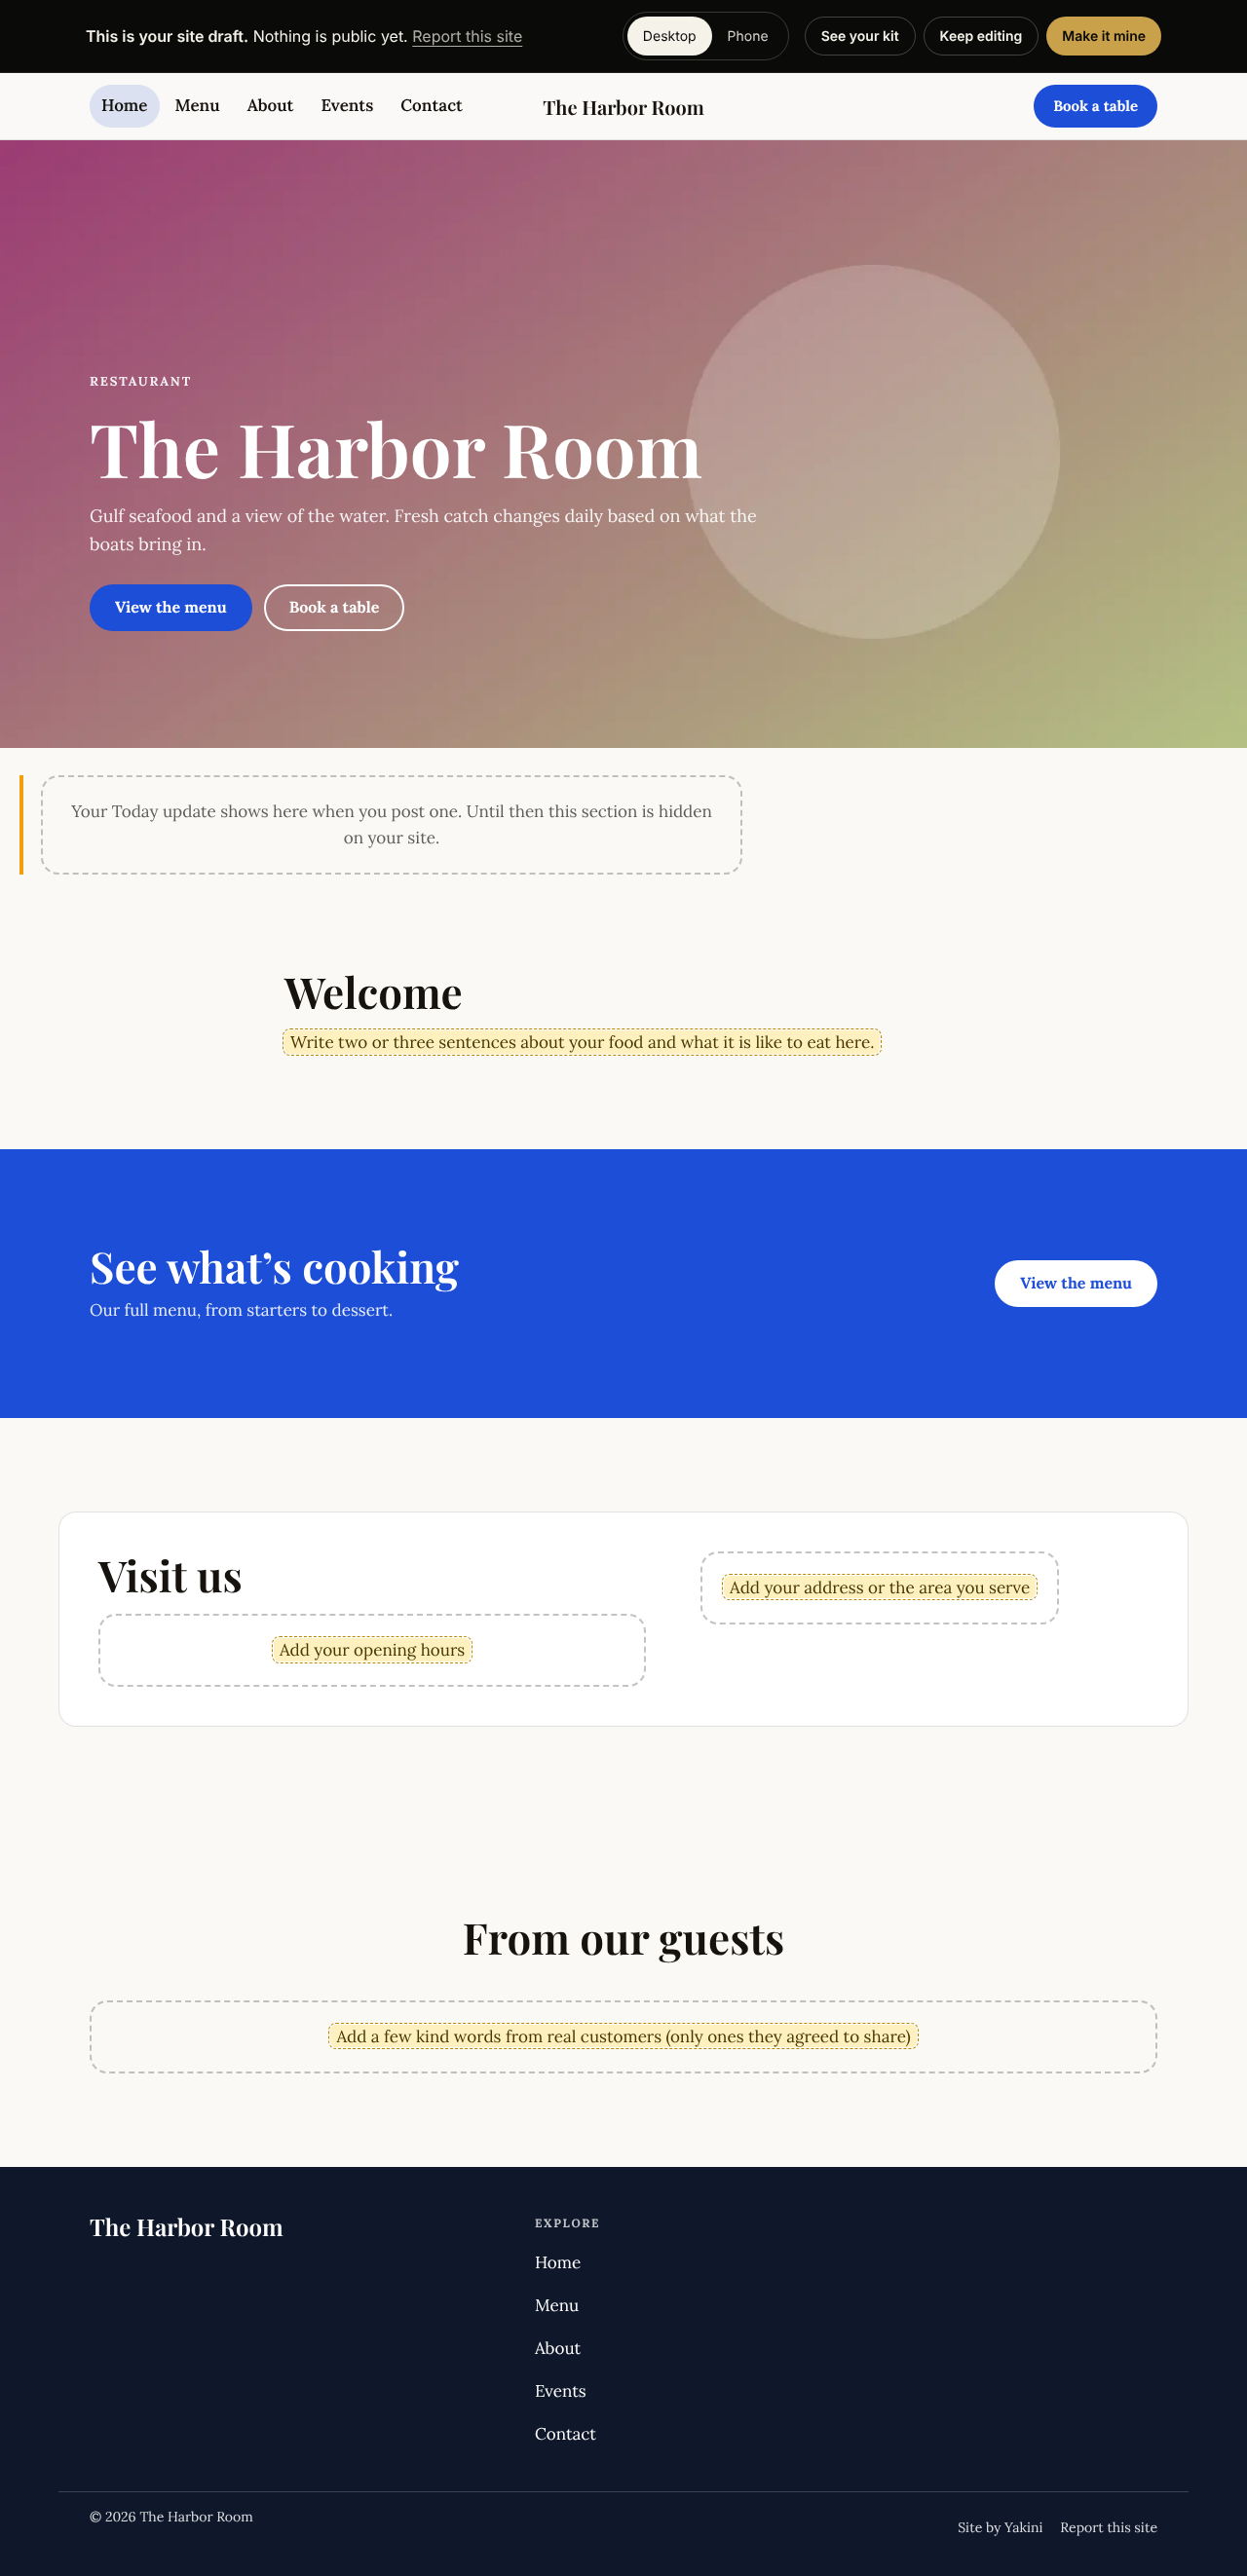 This is your site draft. Nothing is public yet. Report this site
Desktop
Phone
See your kit
Keep editing
Make it mine
Home
Menu
About
Events
Contact
The Harbor Room
Book a table
RESTAURANT
The Harbor Room
Gulf seafood and a view of the water. Fresh catch changes daily based on what the
boats bring in.
View the menu
Book a table
Your Today update shows here when you post one. Until then this section is hidden
on your site.
Welcome
Write two or three sentences about your food and what it is like to eat here.
See what’s cooking
Our full menu, from starters to dessert.
View the menu
Visit us
Add your opening hours
Add your address or the area you serve
From our guests
Add a few kind words from real customers (only ones they agreed to share)
The Harbor Room
EXPLORE
Home
Menu
About
Events
Contact
© 2026 The Harbor Room
Site by Yakini
Report this site